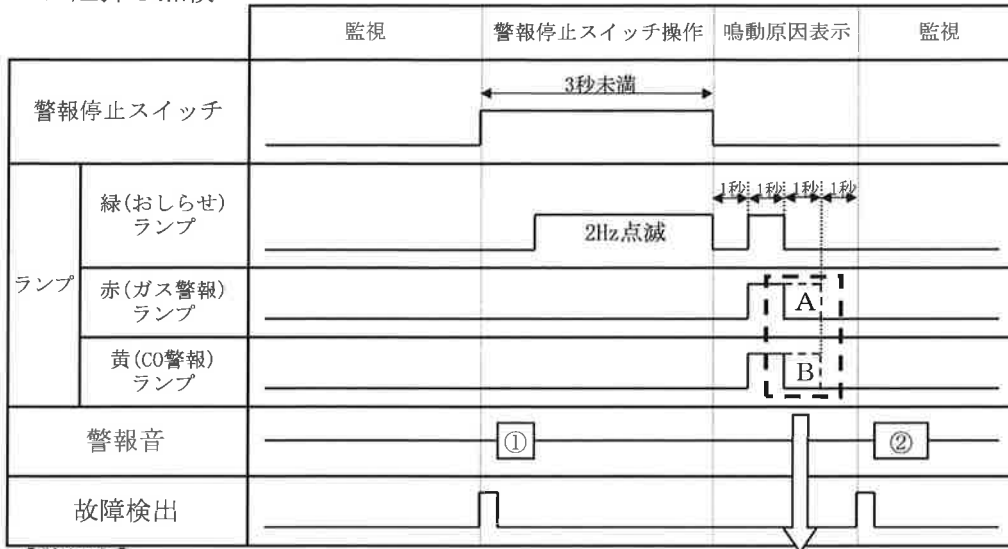 監視 警報停止スイッチ操作 鳴動原因表示 監視
警報停止スイッチ
3秒未満
ランプ
緑(おしらせ)
ランプ
2Hz点滅
1秒 1秒 1秒 1秒
赤(ガス警報)
ランプ
A
黄(CO警報)
ランプ
B
警報音
①
②
故障検出